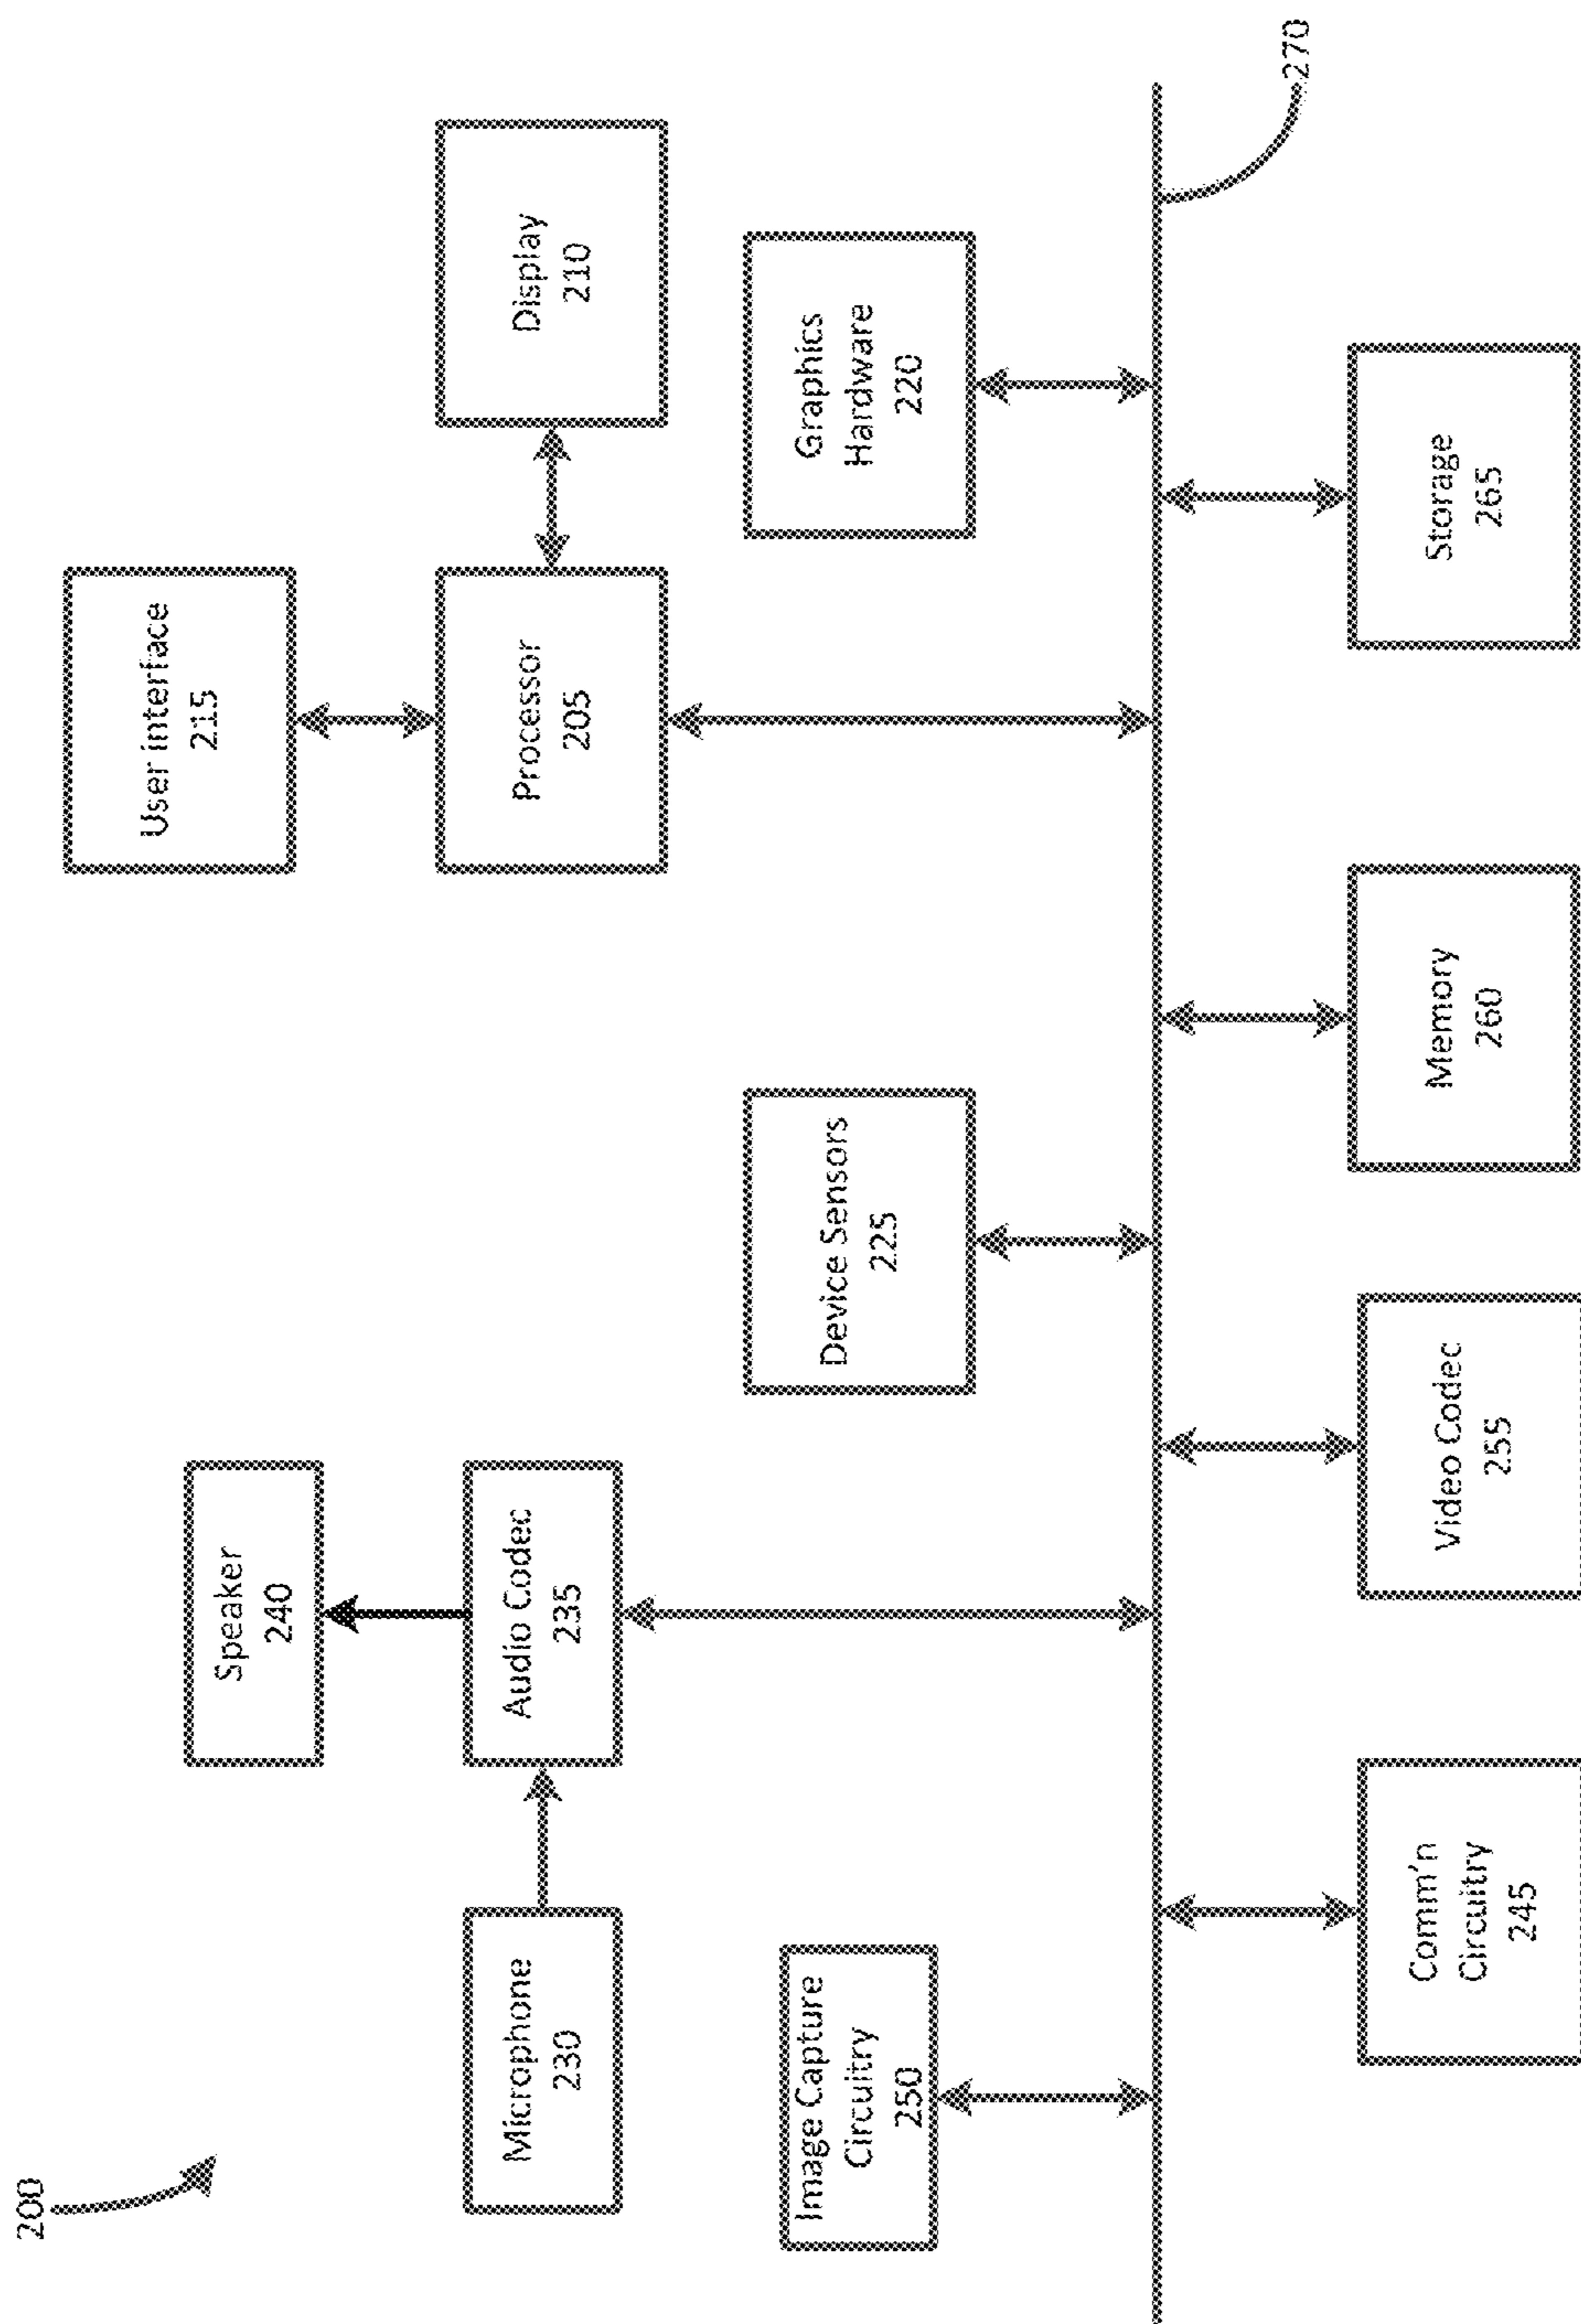 200
Speaker
240
User interface
215
Microphone
230
Audio Codec
235
Processor
205
Display
210
Image Capture
Circuitry
250
Device Sensors
225
Graphics
Hardware
220
270
Comm'n
Circuitry
245
Video Codec
255
Memory
260
Storage
265